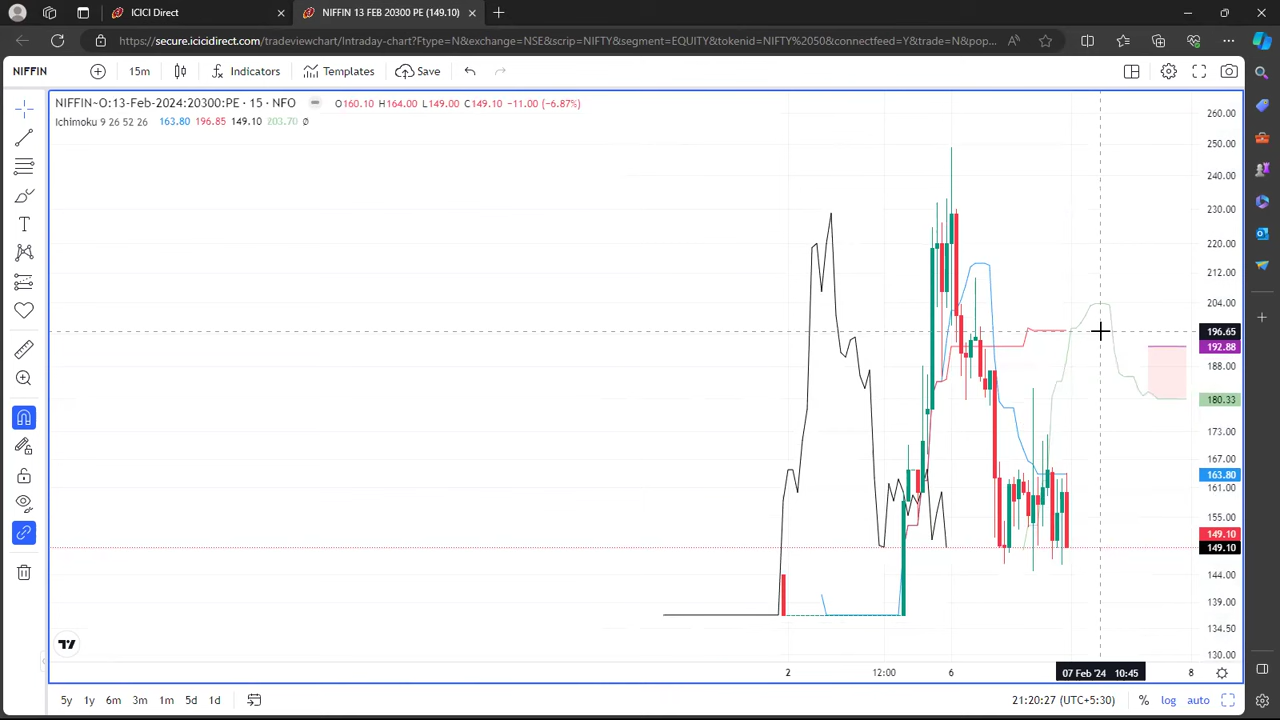 ICICI Direct
NIFFIN 13 FEB 20300 PE (149.10)
https://secure.icicidirect.com/tradeviewchart/Intraday-chart?Ftype=N&exchange=NSE&scrip=NIFTY&segment=EQUITY&tokenid=NIFTY%2050&connectfeed=Y&trade=N&pop...
NIFFIN 15m Indicators Templates Save
NIFFIN~O:13-Feb-2024:20300:PE · 15 · NFO O160.10 H164.00 L149.00 C149.10 −11.00 (−6.87%)
Ichimoku 9 26 52 26 163.80 196.85 149.10 203.70 Ø
260.00
250.00
240.00
230.00
220.00
212.00
204.00
196.65
192.88
188.00
180.33
173.00
167.00
163.80
161.00
155.00
149.10
149.10
144.00
139.00
134.50
130.00
2 12:00 6 07 Feb '24 10:45 8
5y 1y 6m 3m 1m 5d 1d 21:20:27 (UTC+5:30) % log auto